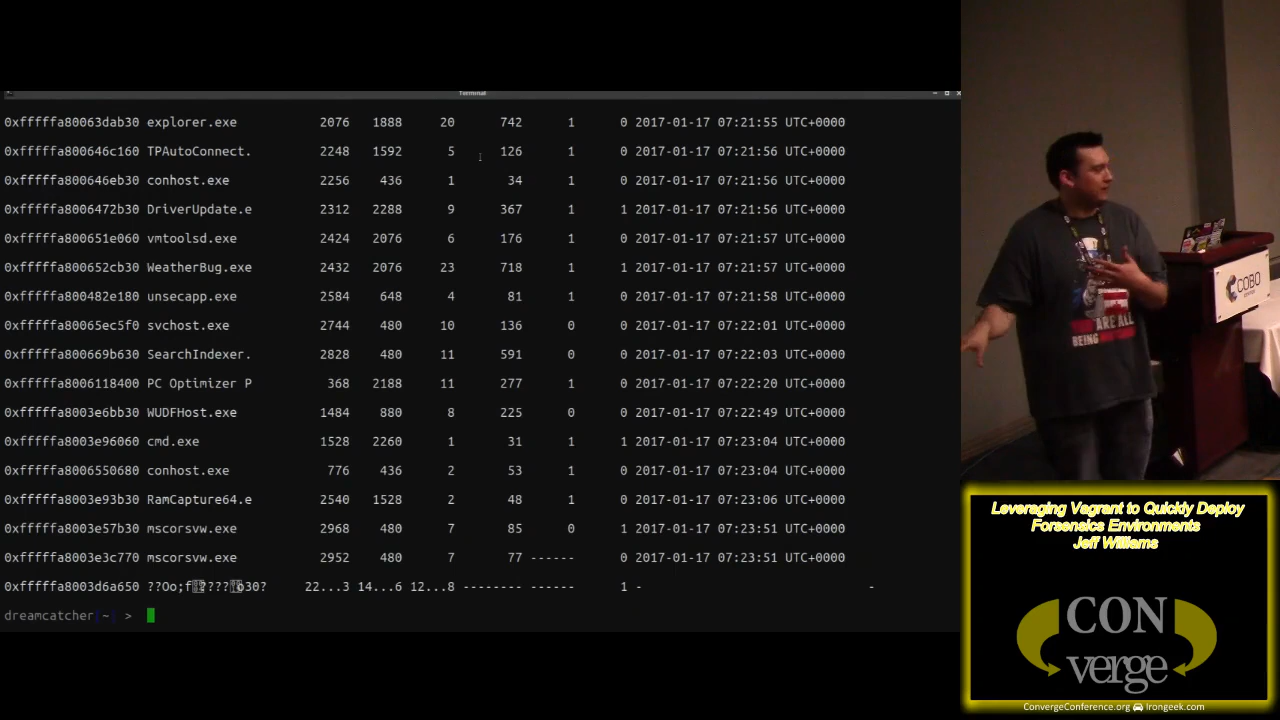 Terminal
0xfffffa80063dab30 explorer.exe 2076 1888 20 742 1 0 2017-01-17 07:21:55 UTC+0000
0xfffffa800646c160 TPAutoConnect. 2248 1592 5 126 1 0 2017-01-17 07:21:56 UTC+0000
0xfffffa800646eb30 conhost.exe 2256 436 1 34 1 0 2017-01-17 07:21:56 UTC+0000
0xfffffa8006472b30 DriverUpdate.e 2312 2288 9 367 1 1 2017-01-17 07:21:56 UTC+0000
0xfffffa800651e060 vmtoolsd.exe 2424 2076 6 176 1 0 2017-01-17 07:21:57 UTC+0000
0xfffffa800652cb30 WeatherBug.exe 2432 2076 23 718 1 1 2017-01-17 07:21:57 UTC+0000
0xfffffa800482e180 unsecapp.exe 2584 648 4 81 1 0 2017-01-17 07:21:58 UTC+0000
0xfffffa80065ec5f0 svchost.exe 2744 480 10 136 0 0 2017-01-17 07:22:01 UTC+0000
0xfffffa800669b630 SearchIndexer. 2828 480 11 591 0 0 2017-01-17 07:22:03 UTC+0000
0xfffffa8006118400 PC Optimizer P 368 2188 11 277 1 0 2017-01-17 07:22:20 UTC+0000
0xfffffa8003e6bb30 WUDFHost.exe 1484 880 8 225 0 0 2017-01-17 07:22:49 UTC+0000
0xfffffa8003e96060 cmd.exe 1528 2260 1 31 1 1 2017-01-17 07:23:04 UTC+0000
0xfffffa8006550680 conhost.exe 776 436 2 53 1 0 2017-01-17 07:23:04 UTC+0000
0xfffffa8003e93b30 RamCapture64.e 2540 1528 2 48 1 0 2017-01-17 07:23:06 UTC+0000
0xfffffa8003e57b30 mscorsvw.exe 2968 480 7 85 0 1 2017-01-17 07:23:51 UTC+0000
0xfffffa8003e3c770 mscorsvw.exe 2952 480 7 77 ------ 0 2017-01-17 07:23:51 UTC+0000
0xfffffa8003d6a650 22...3 14...6 12...8 -------- ------ 1 - -
dreamcatcher ~ >
ARE ALL
BEING
COBO
Leveraging Vagrant to Quickly Deploy
Forsensics Environments
Jeff Williams
CON
verge
ConvergeConference.org Irongeek.com